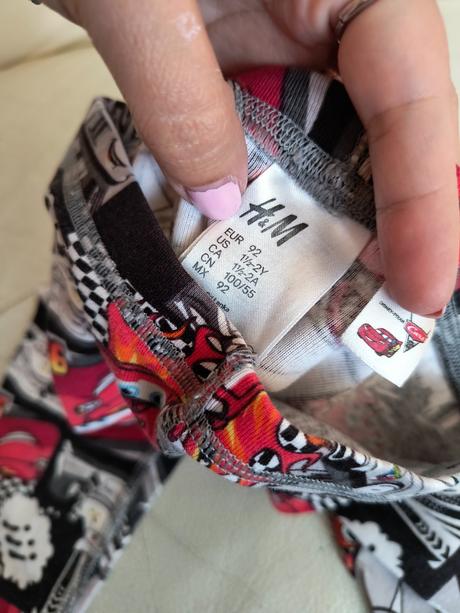 H&M
EUR 92
US 1½-2Y
CA 1½-2A
CN 100/55
MX 92